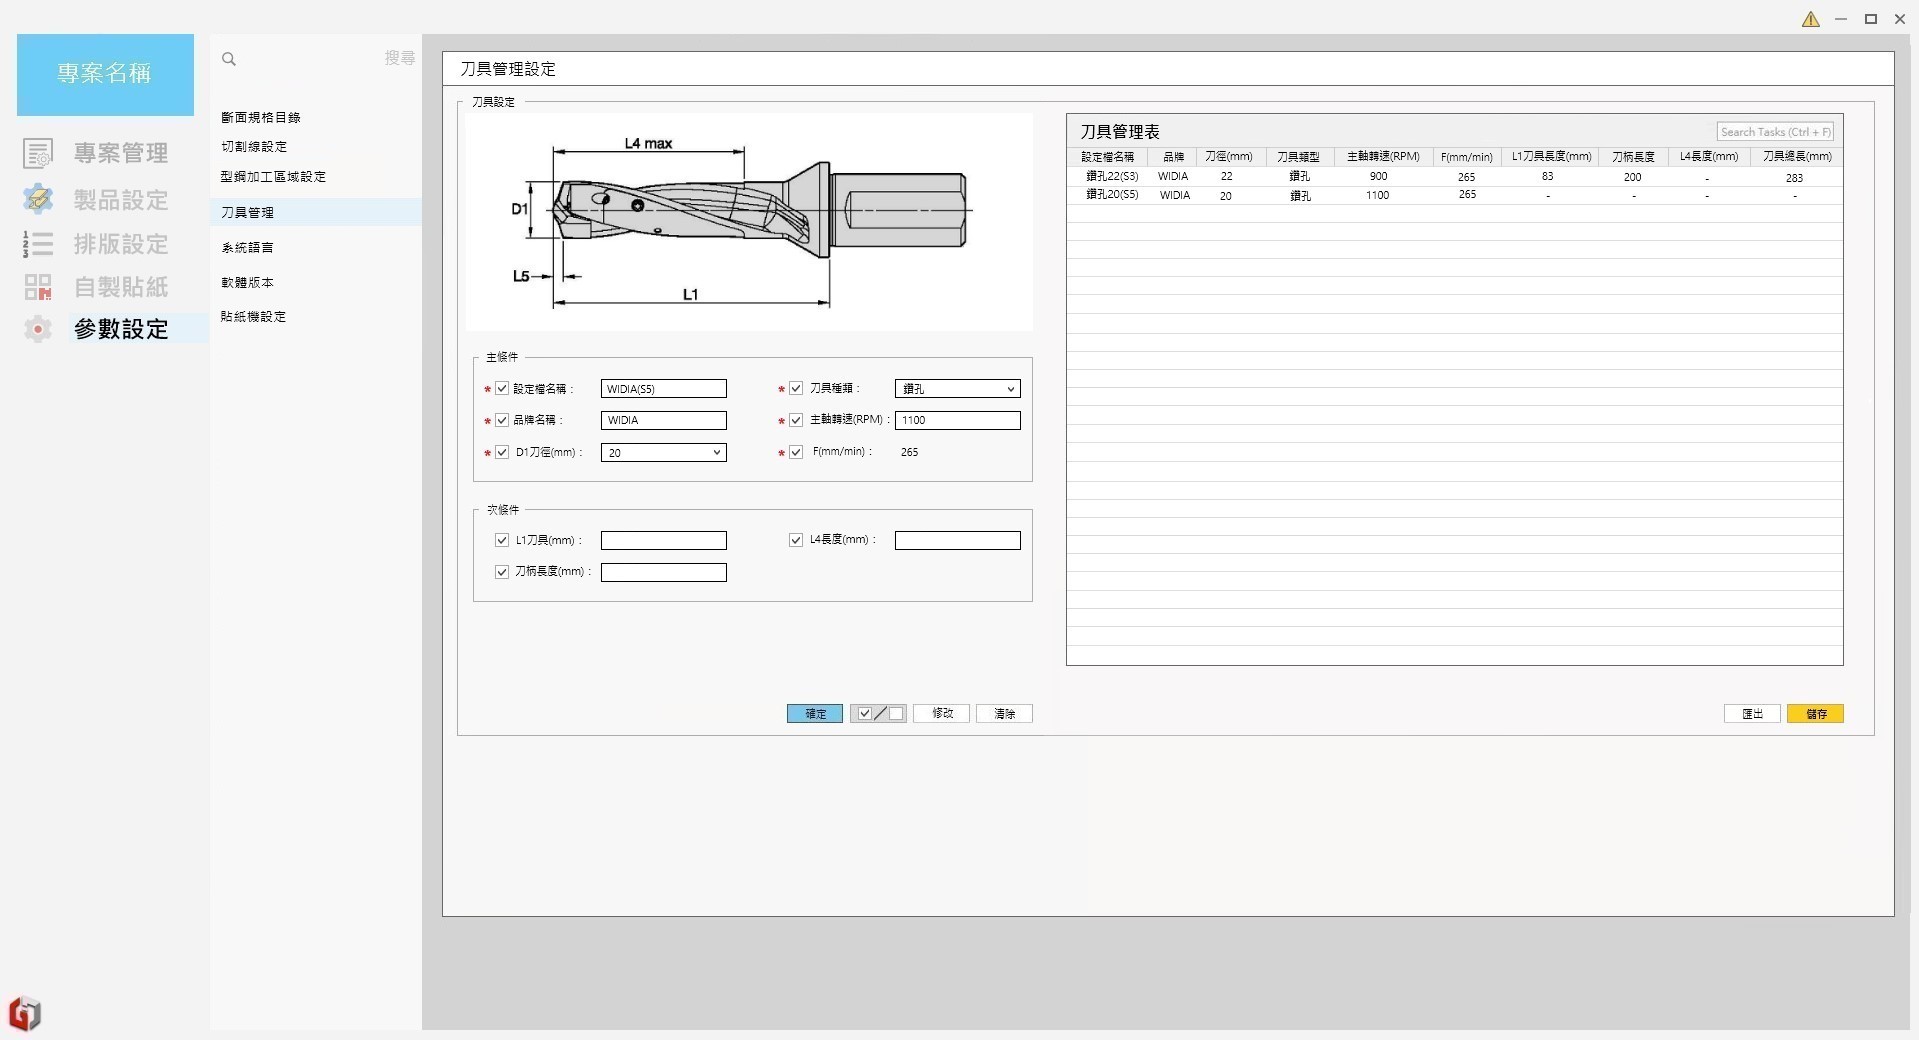 專案名稱
專案管理
製品設定
排版設定
自製貼紙
參數設定
搜尋
斷面規格目錄
切割線設定
型鋼加工區域設定
刀具管理
系統語言
軟體版本
貼紙機設定
刀具管理設定
刀具設定
L4 max
D1
L5
L1
主條件
* 設定檔名稱： WIDIA(S5) * 刀具種類： 鑽孔
* 品牌名稱： WIDIA * 主軸轉速(RPM)： 1100
* D1刀徑(mm)： 20 * F(mm/min)： 265
次條件
L1刀具(mm)： L4長度(mm)：
刀柄長度(mm)：
確定 / 修改 清除
刀具管理表 Search Tasks (Ctrl + F)
設定檔名稱 品牌 刀徑(mm) 刀具類型 主軸轉速(RPM) F(mm/min) L1刀具長度(mm) 刀柄長度 L4長度(mm) 刀具總長(mm)
鑽孔22(S3) WIDIA 22 鑽孔 900 265 83 200 - 283
鑽孔20(S5) WIDIA 20 鑽孔 1100 265 - - - -
匯出 儲存